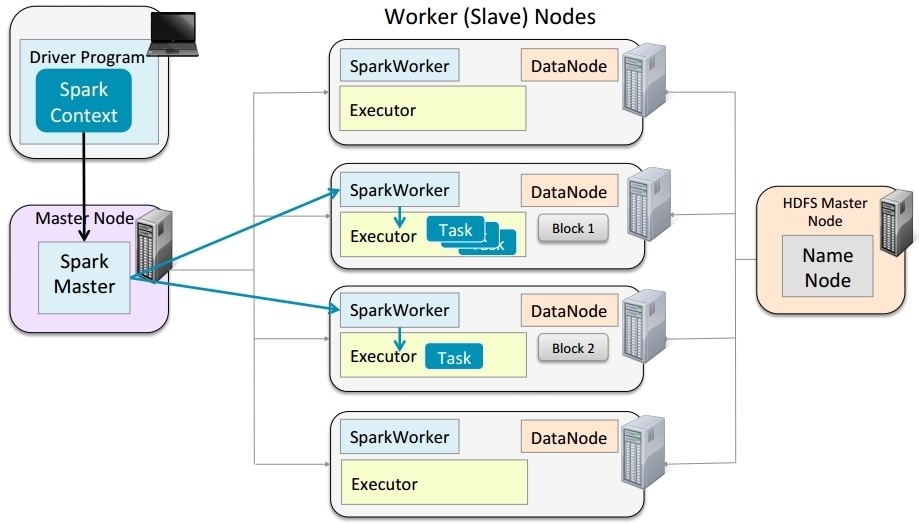 Worker (Slave) Nodes
Driver Program
Spark
Context
Master Node
Spark
Master
SparkWorker
DataNode
Executor
SparkWorker
DataNode
Executor
Task
Task
Block 1
SparkWorker
DataNode
Executor
Task
Block 2
SparkWorker
DataNode
Executor
HDFS Master
Node
Name
Node